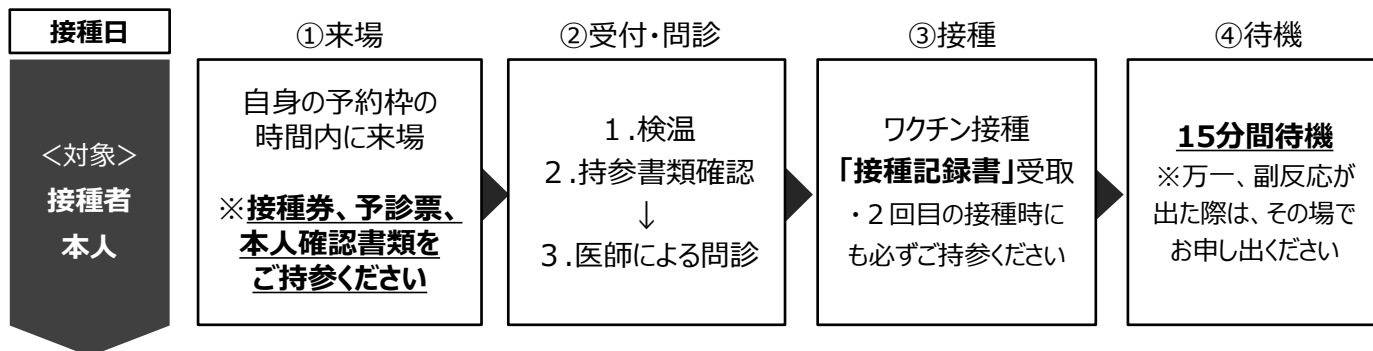 接種日
<対象>
接種者
本人
①来場
自身の予約枠の
時間内に来場
※接種券、予診票、
本人確認書類を
ご持参ください
②受付・問診
１.検温
２.持参書類確認
↓
３.医師による問診
③接種
ワクチン接種
「接種記録書」受取
・２回目の接種時に
も必ずご持参ください
④待機
15分間待機
※万一、副反応が
出た際は、その場で
お申し出ください